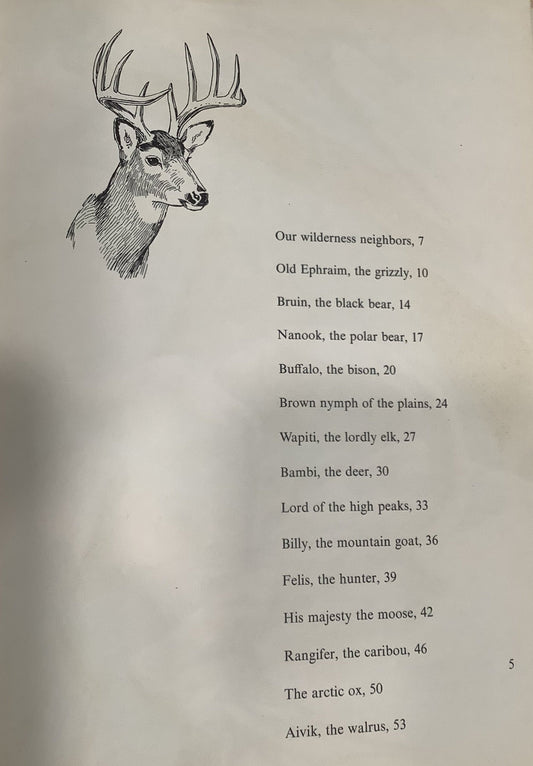 Our wilderness neighbors, 7
Old Ephraim, the grizzly, 10
Bruin, the black bear, 14
Nanook, the polar bear, 17
Buffalo, the bison, 20
Brown nymph of the plains, 24
Wapiti, the lordly elk, 27
Bambi, the deer, 30
Lord of the high peaks, 33
Billy, the mountain goat, 36
Felis, the hunter, 39
His majesty the moose, 42
Rangifer, the caribou, 46
The arctic ox, 50
Aivik, the walrus, 53
5